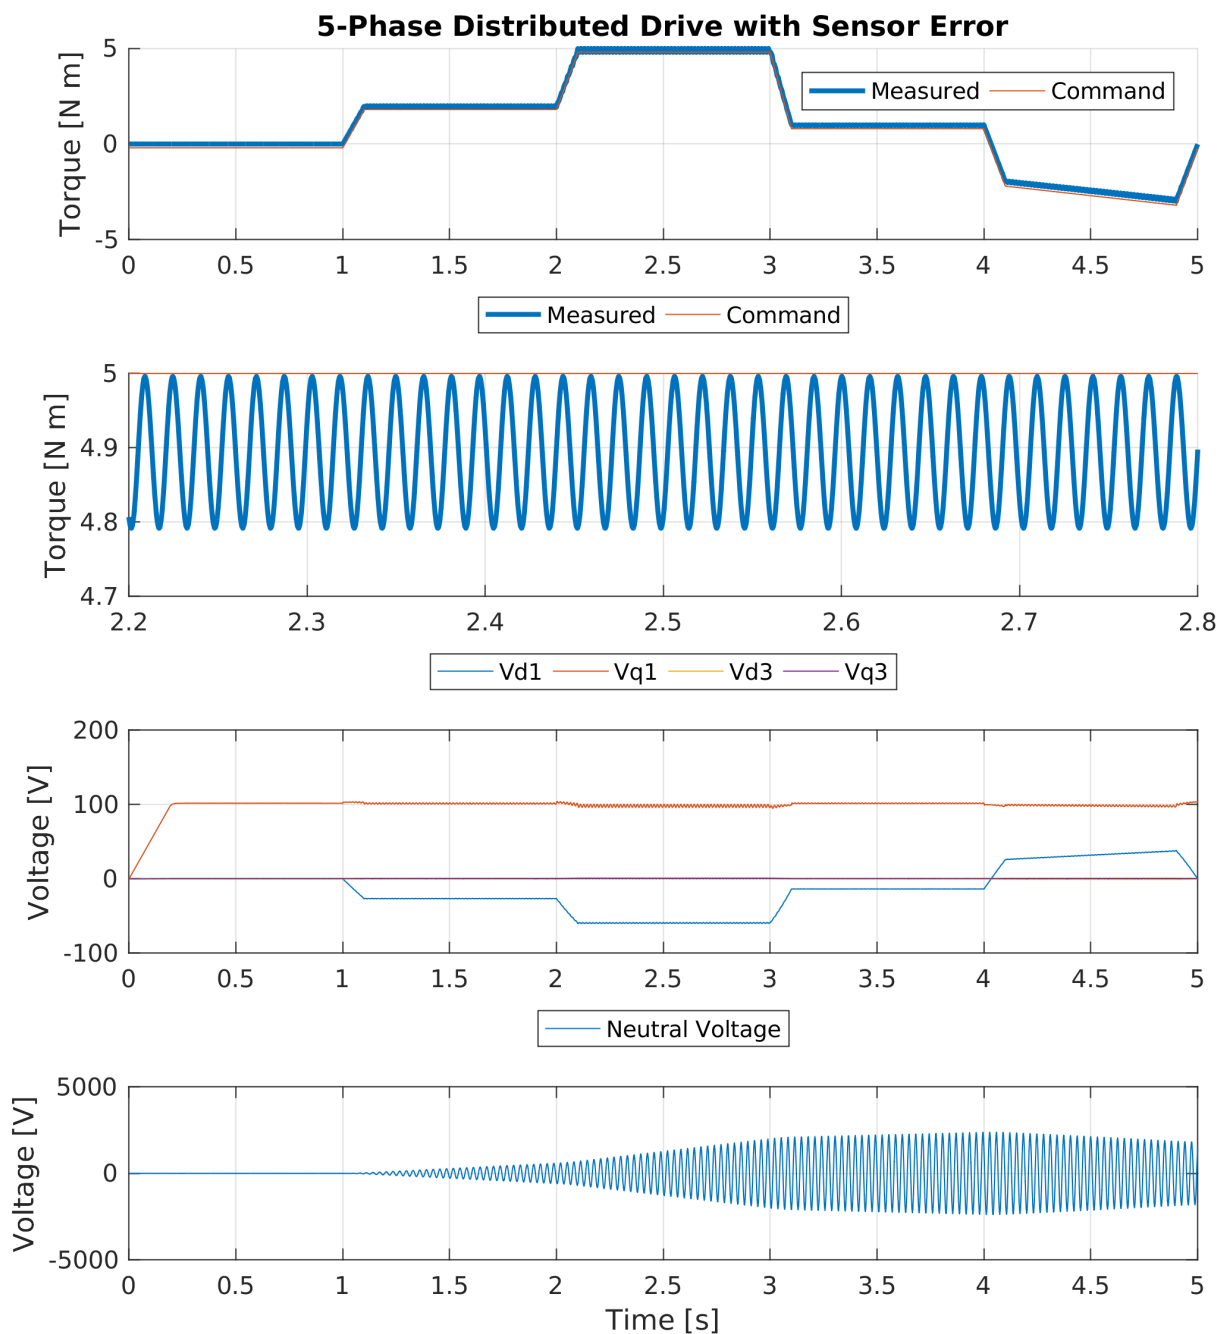 5-Phase Distributed Drive with Sensor Error
Torque [N m]
5
0
-5
Measured Command
0 0.5 1 1.5 2 2.5 3 3.5 4 4.5 5
Measured Command
Torque [N m]
5
4.9
4.8
4.7
2.2 2.3 2.4 2.5 2.6 2.7 2.8
Vd1 Vq1 Vd3 Vq3
Voltage [V]
200
100
0
-100
0 0.5 1 1.5 2 2.5 3 3.5 4 4.5 5
Neutral Voltage
Voltage [V]
5000
0
-5000
0 0.5 1 1.5 2 2.5 3 3.5 4 4.5 5
Time [s]